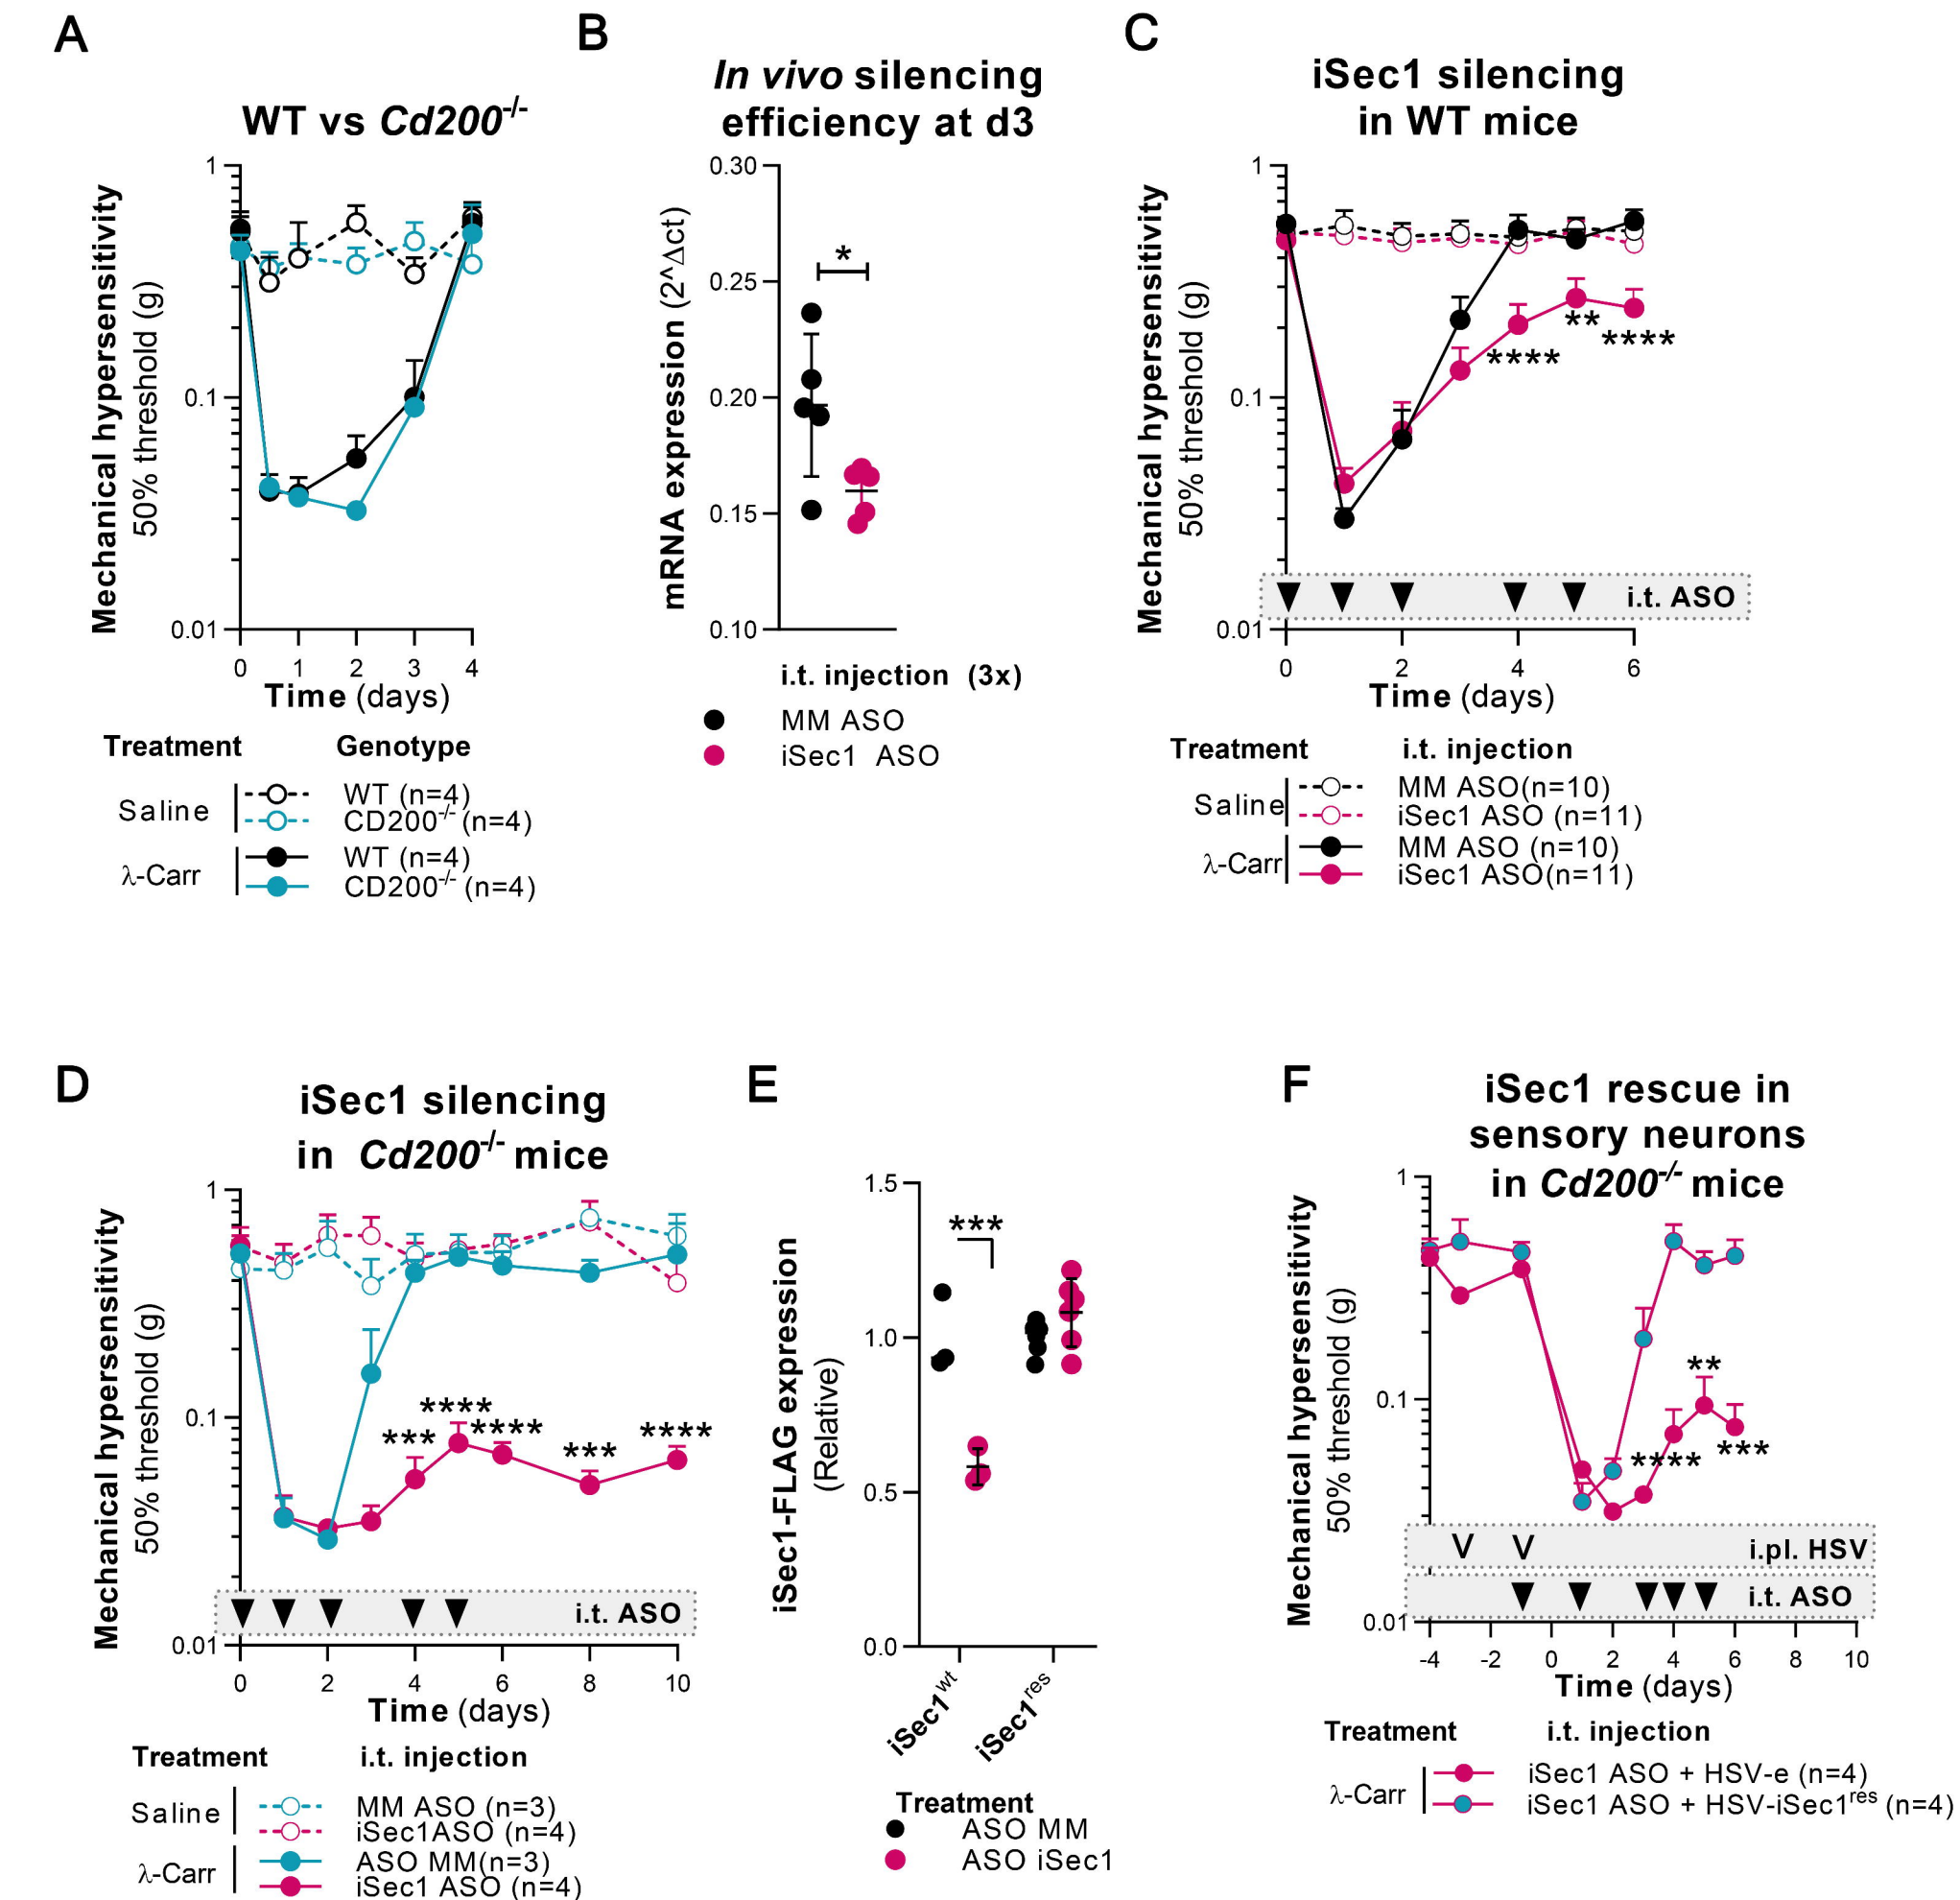 A
WT vs Cd200-/-
Mechanical hypersensitivity
50% threshold (g)
1
0.1
0.01
0 1 2 3 4
Time (days)
Treatment Genotype
Saline
WT (n=4)
CD200-/- (n=4)
λ-Carr
WT (n=4)
CD200-/- (n=4)
B
In vivo silencing
efficiency at d3
mRNA expression (2^Δct)
0.30
0.25
0.20
0.15
0.10
*
i.t. injection (3x)
MM ASO
iSec1 ASO
C
iSec1 silencing
in WT mice
Mechanical hypersensitivity
50% threshold (g)
1
0.1
0.01
****
**
****
i.t. ASO
0 2 4 6
Time (days)
Treatment i.t. injection
Saline
MM ASO(n=10)
iSec1 ASO (n=11)
λ-Carr
MM ASO (n=10)
iSec1 ASO(n=11)
D
iSec1 silencing
in Cd200-/- mice
Mechanical hypersensitivity
50% threshold (g)
1
0.1
0.01
***
****
****
***
****
i.t. ASO
0 2 4 6 8 10
Time (days)
Treatment i.t. injection
Saline
MM ASO (n=3)
iSec1ASO (n=4)
λ-Carr
ASO MM(n=3)
iSec1 ASO (n=4)
E
iSec1-FLAG expression
(Relative)
1.5
1.0
0.5
0.0
***
iSec1wt
iSec1res
Treatment
ASO MM
ASO iSec1
F
iSec1 rescue in
sensory neurons
in Cd200-/- mice
Mechanical hypersensitivity
50% threshold (g)
1
0.1
0.01
**
****
***
V V i.pl. HSV
i.t. ASO
-4 -2 0 2 4 6 8 10
Time (days)
Treatment i.t. injection
λ-Carr
iSec1 ASO + HSV-e (n=4)
iSec1 ASO + HSV-iSec1res (n=4)